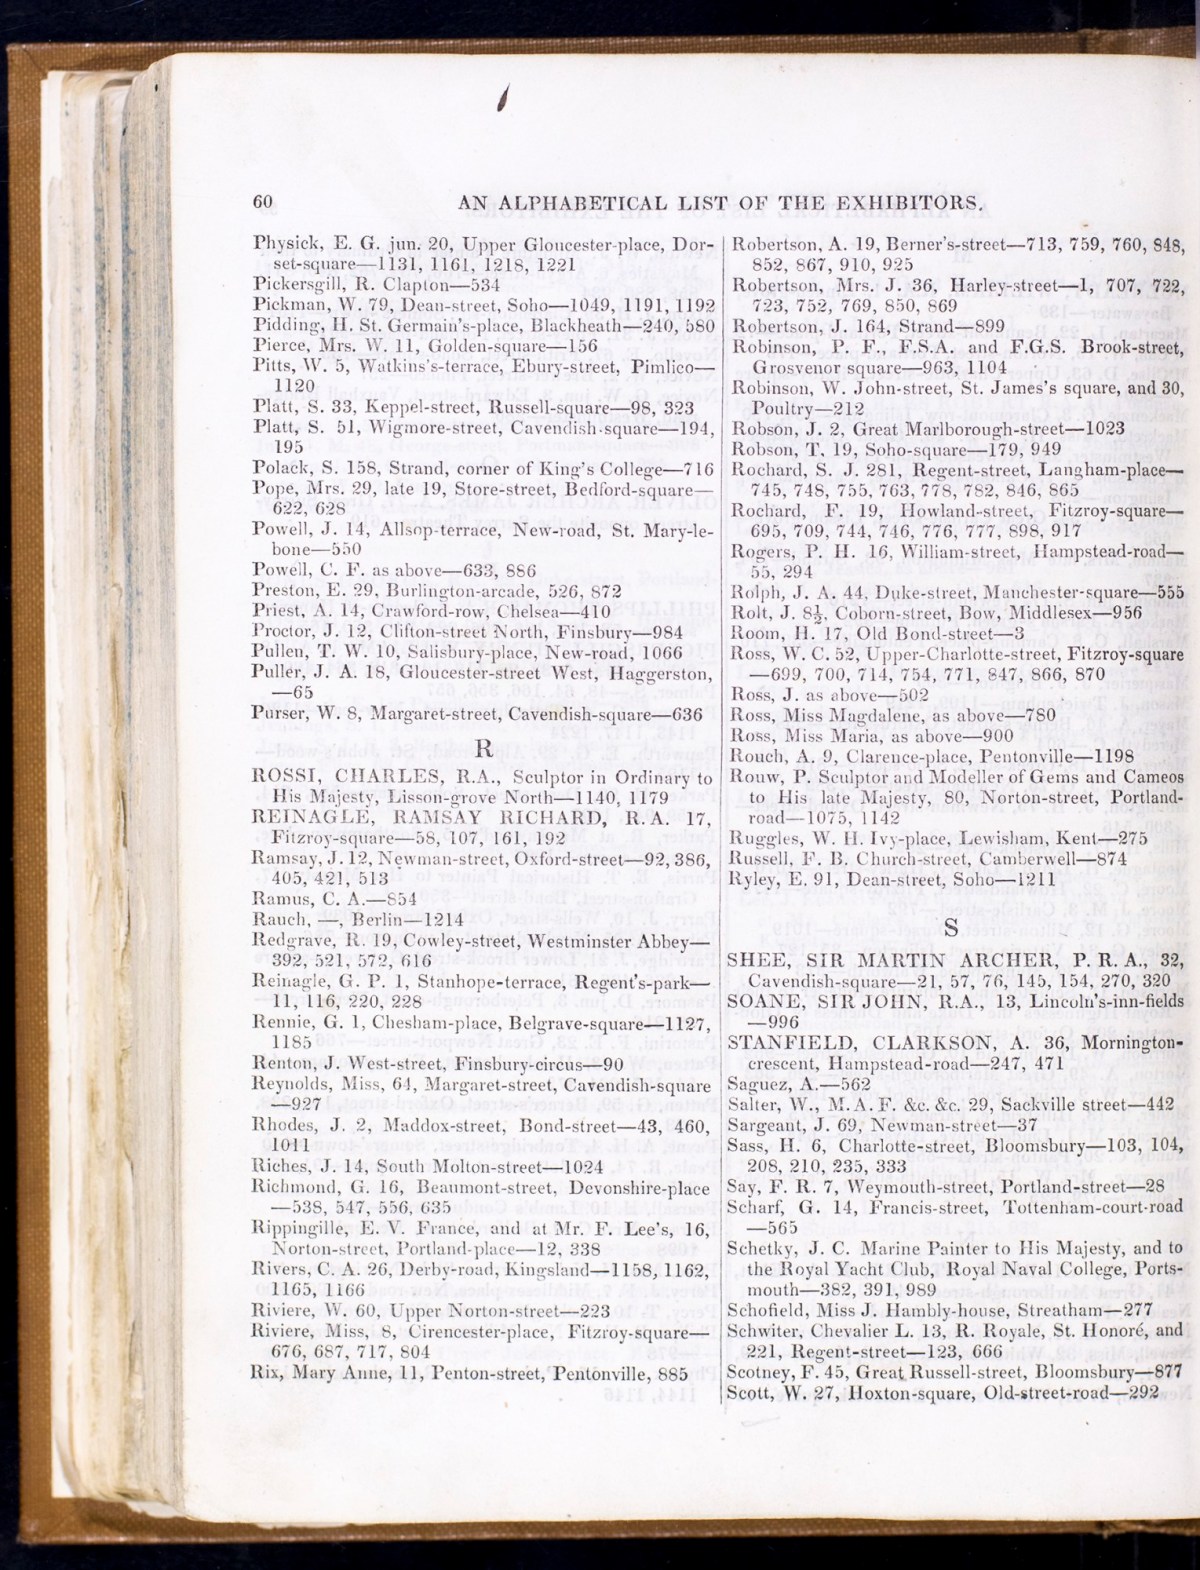 60
AN ALPHABETICAL LIST OF THE EXHIBITORS.
Physick, E. G. jun. 20, Upper Gloucester-place, Dor-
set-square—1131, 1161, 1218, 1221
Pickersgill, R. Clapton—534
Pickman, W. 79, Dean-street, Soho—1049, 1191, 1192
Pidding, H. St. Germain's-place, Blackheath—240, 580
Pierce, Mrs. W. 11, Golden-square—156
Pitts, W. 5, Watkins's-terrace, Ebury-street, Pimlico—
1120
Platt, S. 33, Keppel-street, Russell-square—98, 323
Platt, S. 51, Wigmore-street, Cavendish-square—194,
195
Polack, S. 158, Strand, corner of King's College—716
Pope, Mrs. 29, late 19, Store-street, Bedford-square—
622, 628
Powell, J. 14, Allsop-terrace, New-road, St. Mary-le-
bone—550
Powell, C. F. as above—633, 886
Preston, E. 29, Burlington-arcade, 526, 872
Priest, A. 14, Crawford-row, Chelsea—410
Proctor, J. 12, Clifton-street North, Finsbury—984
Pullen, T. W. 10, Salisbury-place, New-road, 1066
Puller, J. A. 18, Gloucester-street West, Haggerston,
—65
Purser, W. 8, Margaret-street, Cavendish-square—636
R
ROSSI, CHARLES, R.A., Sculptor in Ordinary to
His Majesty, Lisson-grove North—1140, 1179
REINAGLE, RAMSAY RICHARD, R.A. 17,
Fitzroy-square—58, 107, 161, 192
Ramsay, J. 12, Newman-street, Oxford-street—92, 386,
405, 421, 513
Ramus, C. A.—854
Rauch, —, Berlin—1214
Redgrave, R. 19, Cowley-street, Westminster Abbey—
392, 521, 572, 616
Reinagle, G. P. 1, Stanhope-terrace, Regent's-park—
11, 116, 220, 228
Rennie, G. 1, Chesham-place, Belgrave-square—1127,
1185
Renton, J. West-street, Finsbury-circus—90
Reynolds, Miss, 64, Margaret-street, Cavendish-square
—927
Rhodes, J. 2, Maddox-street, Bond-street—43, 460,
1011
Riches, J. 14, South Molton-street—1024
Richmond, G. 16, Beaumont-street, Devonshire-place
—538, 547, 556, 635
Rippingille, E. V. France, and at Mr. F. Lee's, 16,
Norton-street, Portland-place—12, 338
Rivers, C. A. 26, Derby-road, Kingsland—1158, 1162,
1165, 1166
Riviere, W. 60, Upper Norton-street—223
Riviere, Miss, 8, Cirencester-place, Fitzroy-square—
676, 687, 717, 804
Rix, Mary Anne, 11, Penton-street, Pentonville, 885
Robertson, A. 19, Berner's-street—713, 759, 760, 848,
852, 867, 910, 925
Robertson, Mrs. J. 36, Harley-street—1, 707, 722,
723, 752, 769, 850, 869
Robertson, J. 164, Strand—899
Robinson, P. F., F.S.A. and F.G.S. Brook-street,
Grosvenor square—963, 1104
Robinson, W. John-street, St. James's square, and 30,
Poultry—212
Robson, J. 2, Great Marlborough-street—1023
Robson, T. 19, Soho-square—179, 949
Rochard, S. J. 281, Regent-street, Langham-place—
745, 748, 755, 763, 778, 782, 846, 865
Rochard, F. 19, Howland-street, Fitzroy-square—
695, 709, 744, 746, 776, 777, 898, 917
Rogers, P. H. 16, William-street, Hampstead-road—
55, 294
Rolph, J. A. 44, Duke-street, Manchester-square—555
Rolt, J. 8½, Coborn-street, Bow, Middlesex—956
Room, H. 17, Old Bond-street—3
Ross, W. C. 52, Upper-Charlotte-street, Fitzroy-square
—699, 700, 714, 754, 771, 847, 866, 870
Ross, J. as above—502
Ross, Miss Magdalene, as above—780
Ross, Miss Maria, as above—900
Rouch, A. 9, Clarence-place, Pentonville—1198
Rouw, P. Sculptor and Modeller of Gems and Cameos
to His late Majesty, 80, Norton-street, Portland-
road—1075, 1142
Ruggles, W. H. Ivy-place, Lewisham, Kent—275
Russell, F. B. Church-street, Camberwell—874
Ryley, E. 91, Dean-street, Soho—1211
S
SHEE, SIR MARTIN ARCHER, P. R. A., 32,
Cavendish-square—21, 57, 76, 145, 154, 270, 320
SOANE, SIR JOHN, R.A., 13, Lincoln's-inn-fields
—996
STANFIELD, CLARKSON, A. 36, Mornington-
crescent, Hampstead-road—247, 471
Saguez, A.—562
Salter, W., M.A.F. &c. &c. 29, Sackville street—442
Sargeant, J. 69, Newman-street—37
Sass, H. 6, Charlotte-street, Bloomsbury—103, 104,
208, 210, 235, 333
Say, F. R. 7, Weymouth-street, Portland-street—28
Scharf, G. 14, Francis-street, Tottenham-court-road
—565
Schetky, J. C. Marine Painter to His Majesty, and to
the Royal Yacht Club, Royal Naval College, Ports-
mouth—382, 391, 989
Schofield, Miss J. Hambly-house, Streatham—277
Schwiter, Chevalier L. 13, R. Royale, St. Honoré, and
221, Regent-street—123, 666
Scotney, F. 45, Great Russell-street, Bloomsbury—877
Scott, W. 27, Hoxton-square, Old-street-road—292